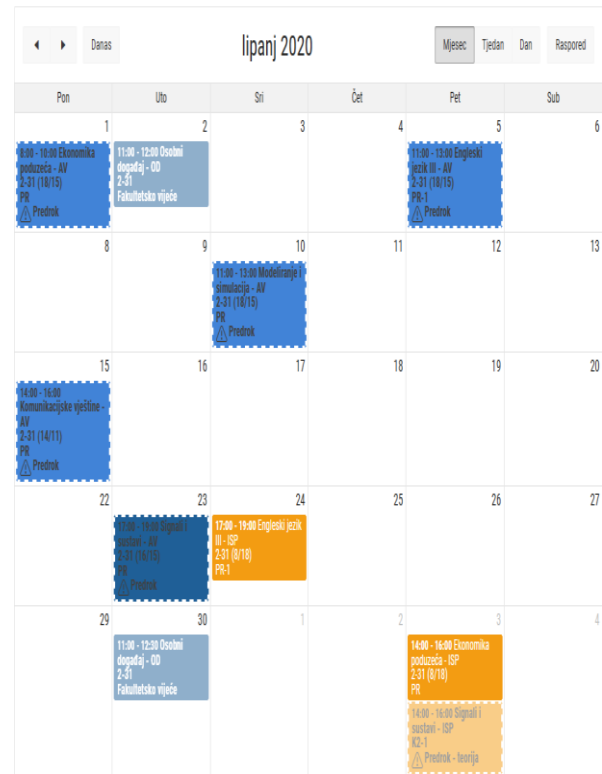 Danas
lipanj 2020
Mjesec Tjedan Dan Raspored
Pon Uto Sri Čet Pet Sub
1 2 3 4 5 6
8:00 - 10:00 Ekonomika
poduzeća - AV
2-31 (18/15)
PR
Predrok
11:00 - 12:00 Osobni
događaj - OD
2-31
Fakultetsko vijeće
11:00 - 13:00 Engleski
jezik III - AV
2-31 (18/15)
PR-1
Predrok
8 9 10 11 12 13
11:00 - 13:00 Modeliranje i
simulacija - AV
2-31 (18/15)
PR
Predrok
15 16 17 18 19 20
14:00 - 16:00
Komunikacijske vještine -
AV
2-31 (14/11)
PR
Predrok
22 23 24 25 26 27
17:00 - 19:00 Signali i
sustavi - AV
2-31 (16/15)
PR
Predrok
17:00 - 19:00 Engleski jezik
III - ISP
2-31 (8/18)
PR-1
29 30 1 2 3 4
11:00 - 12:30 Osobni
događaj - OD
2-31
Fakultetsko vijeće
14:00 - 16:00 Ekonomika
poduzeća - ISP
2-31 (8/18)
PR
14:00 - 16:00 Signali i
sustavi - ISP
K2-1
Predrok - teorija